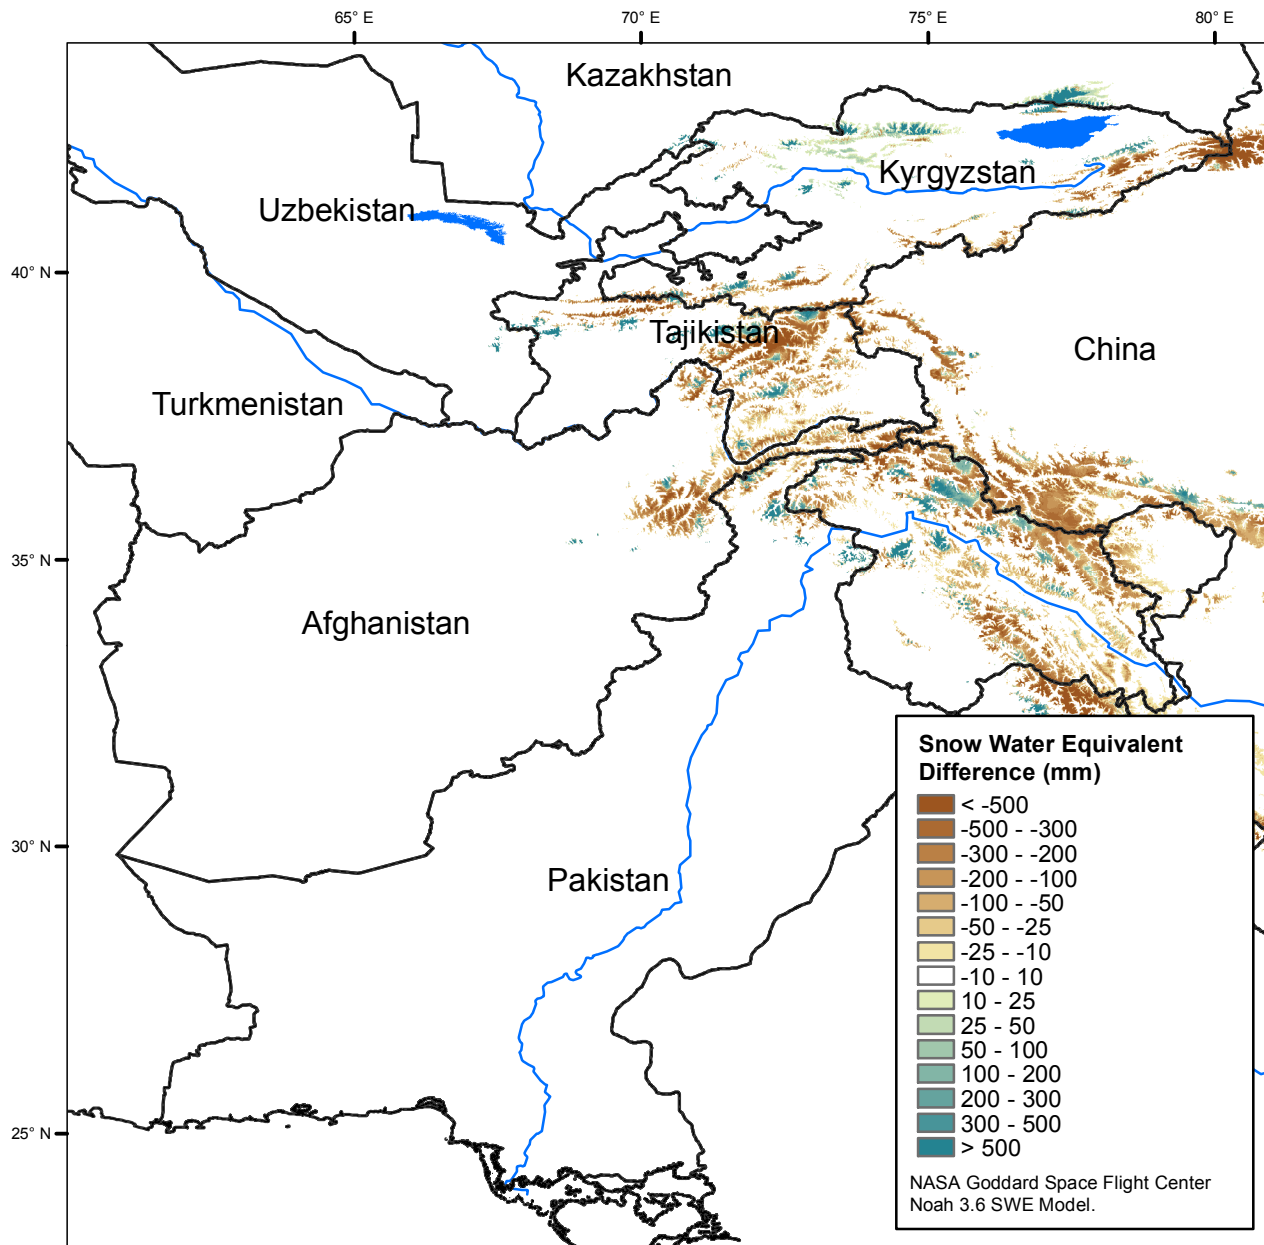 65° E
70° E
75° E
80° E
Kazakhstan
Kyrgyzstan
Uzbekistan
40° N
Tajikistan
China
Turkmenistan
35° N
Afghanistan
30° N
Pakistan
25° N
Snow Water Equivalent
Difference (mm)
< -500
-500 - -300
-300 - -200
-200 - -100
-100 - -50
-50 - -25
-25 - -10
-10 - 10
10 - 25
25 - 50
50 - 100
100 - 200
200 - 300
300 - 500
> 500
NASA Goddard Space Flight Center
Noah 3.6 SWE Model.